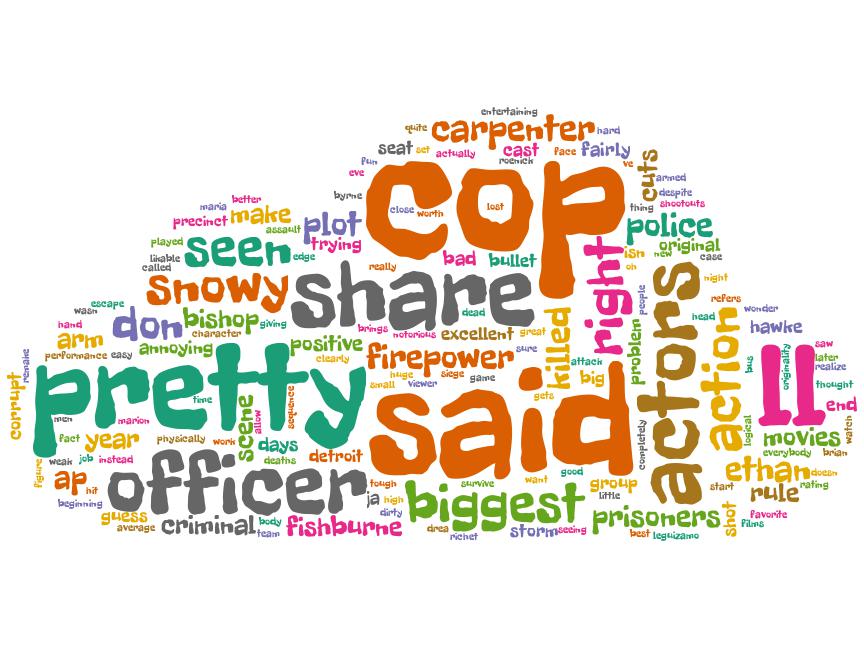 entertaining
quite
carpenter
hard
seat
set
actually
cast
roenick
face
fairly
ve
cuts
fun
eve
cop
close
worth
lost
armed
despite
thing
shootouts
byrne
maria
better
precinct
make
assault
plot
police
original
played
seen
edge
trying
really
bad
bullet
right
ish
new
case
oh
likable
called
snowy
share
dead
night
escape
wasn
don
bishop
giving
people
actors
refers
head
action
wonder
hawke
hand
arm
character
annoying
positive
clearly
brings
notorious
excellent
great
killed
problem
performance
easy
firepower
sure
attack
big
bus
originality
ll
saw
later
realize
thought
end
remake
corrupt
pretty
time
huge
siege
game
small
viewer
gets
said
men
marion
scene
allow
sequence
logical
watch
fact
year
physically
work
days
detroit
completely
movies
everybody
brian
figure
weak
job
instead
deaths
tough
survive
want
good
group
ethan
doesn
ap
hit
officer
ja
high
biggest
little
start
rule
rating
beginning
guess
average
criminal
body
team
fishburne
dirty
drea
richet
storm
seeing
prisoners
best
leguizamo
shot
favorite
films